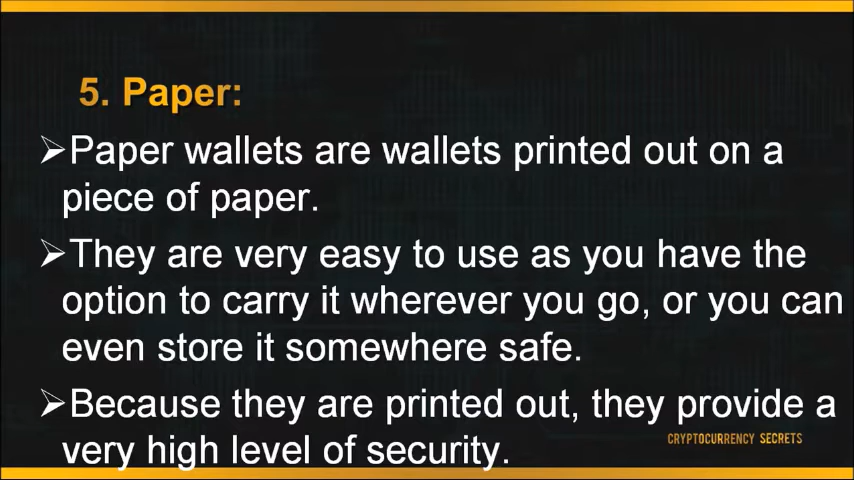 5. Paper:
➢Paper wallets are wallets printed out on a
piece of paper.
➢They are very easy to use as you have the
option to carry it wherever you go, or you can
even store it somewhere safe.
➢Because they are printed out, they provide a
very high level of security.
CRYPTOCURRENCY SECRETS